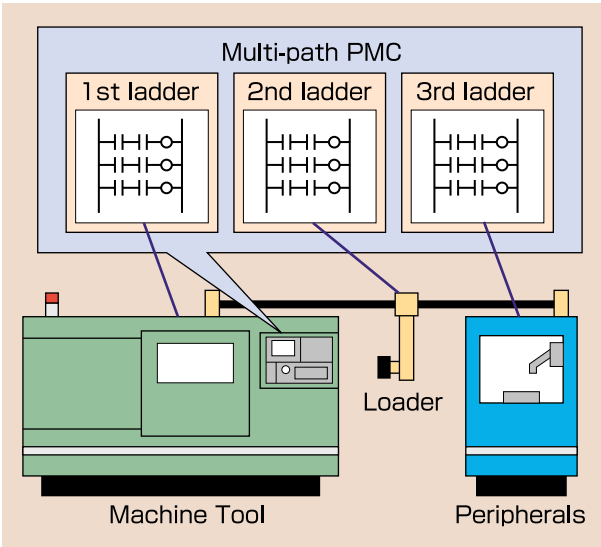 Multi-path PMC
1st ladder
2nd ladder
3rd ladder
Loader
Machine Tool
Peripherals